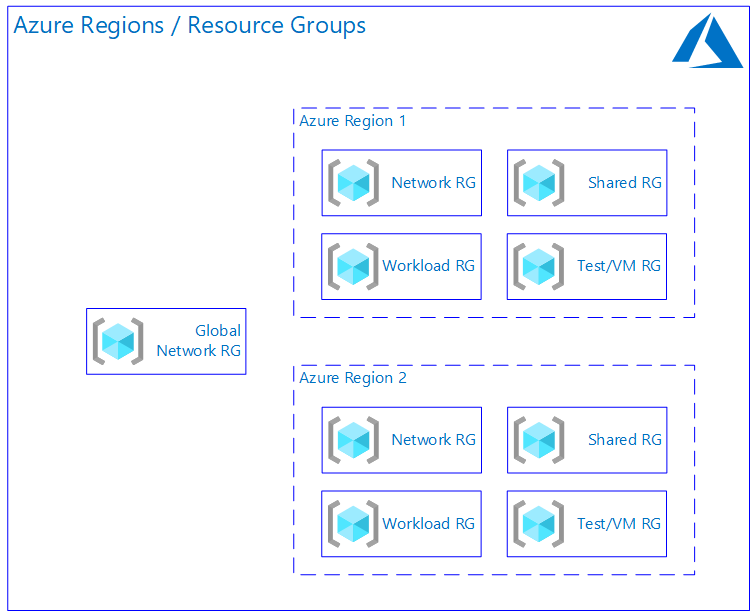 Azure Regions / Resource Groups
Azure Region 1
Network RG
Shared RG
Workload RG
Test/VM RG
Global
Network RG
Azure Region 2
Network RG
Shared RG
Workload RG
Test/VM RG